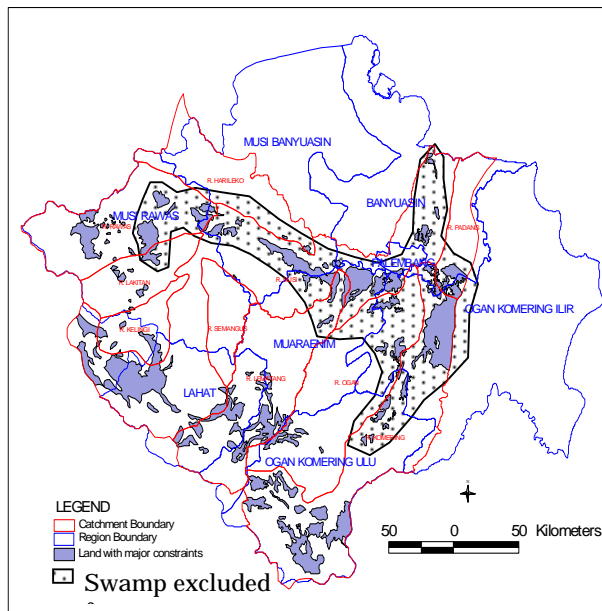 MUSI BANYUASIN
R. HARILEKO
BANYUASIN
MUSI RAWAS
R. PADANG
PALEMBANG
R. LAKITAN
OGAN KOMERING ILIR
R. KELINGI
R. SEMANGUS
MUARAENIM
LAHAT
R. OGAN
R. KOMERING
OGAN KOMERING ULU
LEGEND
Catchment Boundary
Region Boundary
Land with major constraints
Swamp excluded
50 0 50 Kilometers